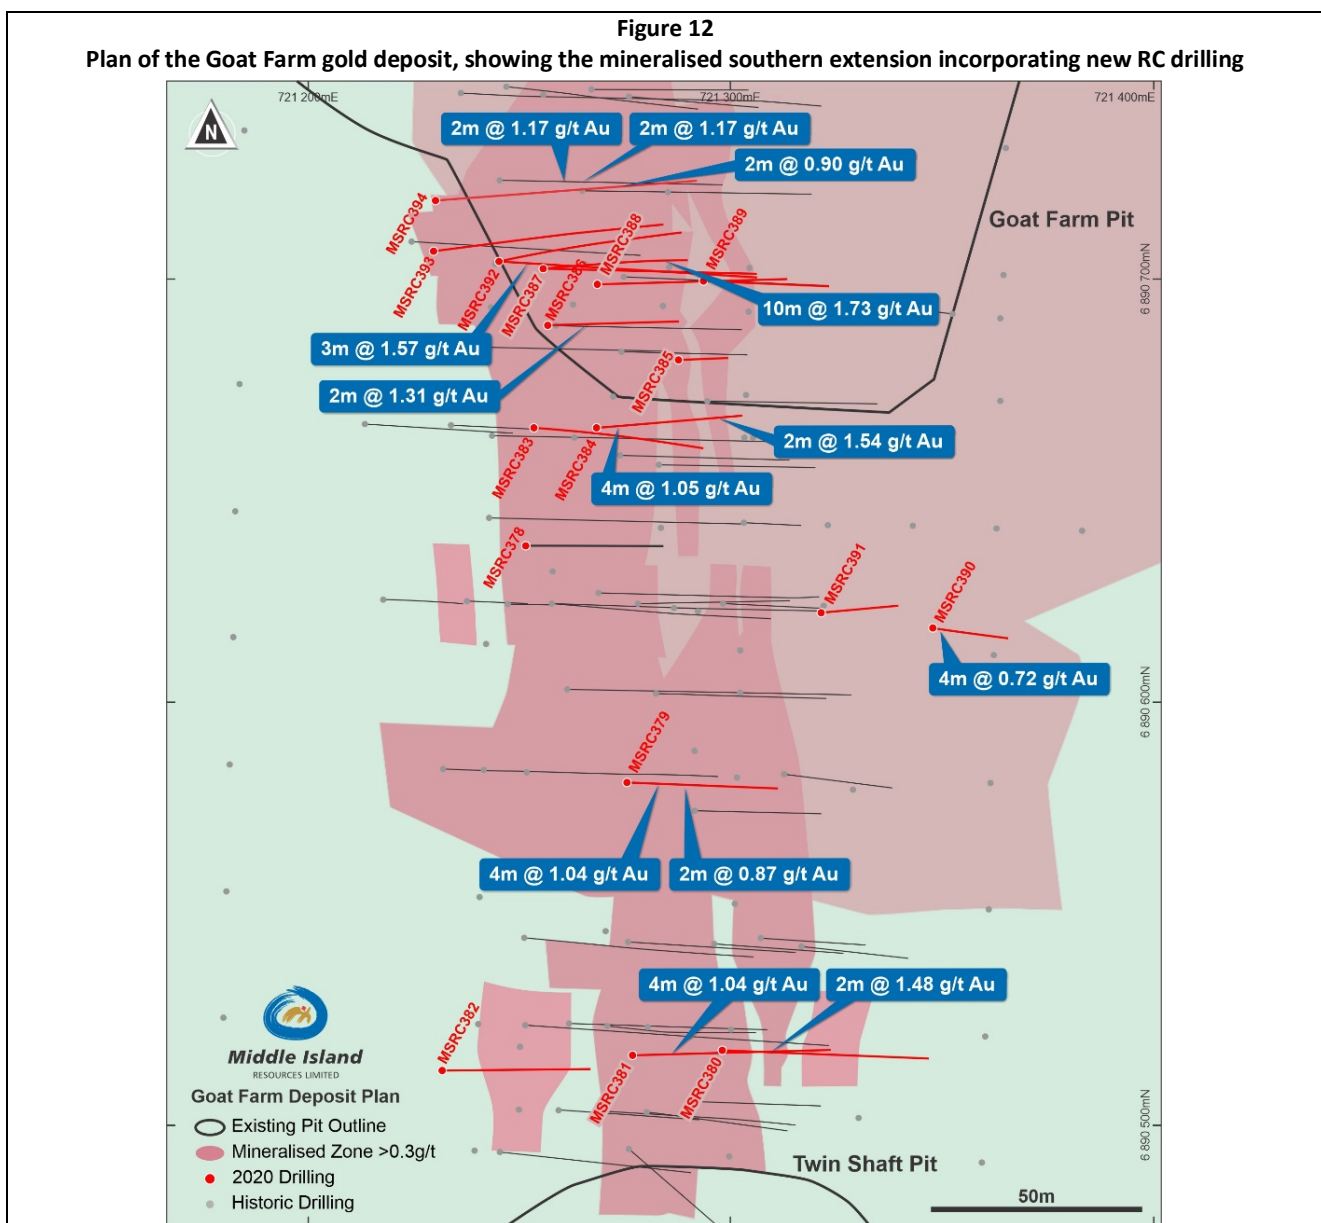 Figure 12
Plan of the Goat Farm gold deposit, showing the mineralised southern extension incorporating new RC drilling
721 200mE
721 300mE
721 400mE
N
2m @ 1.17 g/t Au
2m @ 1.17 g/t Au
2m @ 0.90 g/t Au
MSRC394
MSRC393
MSRC392
MSRC387
MSRC386
MSRC388
MSRC389
Goat Farm Pit
6 890 700mN
10m @ 1.73 g/t Au
3m @ 1.57 g/t Au
2m @ 1.31 g/t Au
MSRC385
2m @ 1.54 g/t Au
MSRC383
MSRC384
4m @ 1.05 g/t Au
MSRC378
MSRC391
MSRC390
4m @ 0.72 g/t Au
6 890 600mN
MSRC379
4m @ 1.04 g/t Au
2m @ 0.87 g/t Au
4m @ 1.04 g/t Au
2m @ 1.48 g/t Au
MSRC382
MSRC381
MSRC380
6 890 500mN
Middle Island
RESOURCES LIMITED
Goat Farm Deposit Plan
Existing Pit Outline
Mineralised Zone >0.3g/t
2020 Drilling
Historic Drilling
Twin Shaft Pit
50m